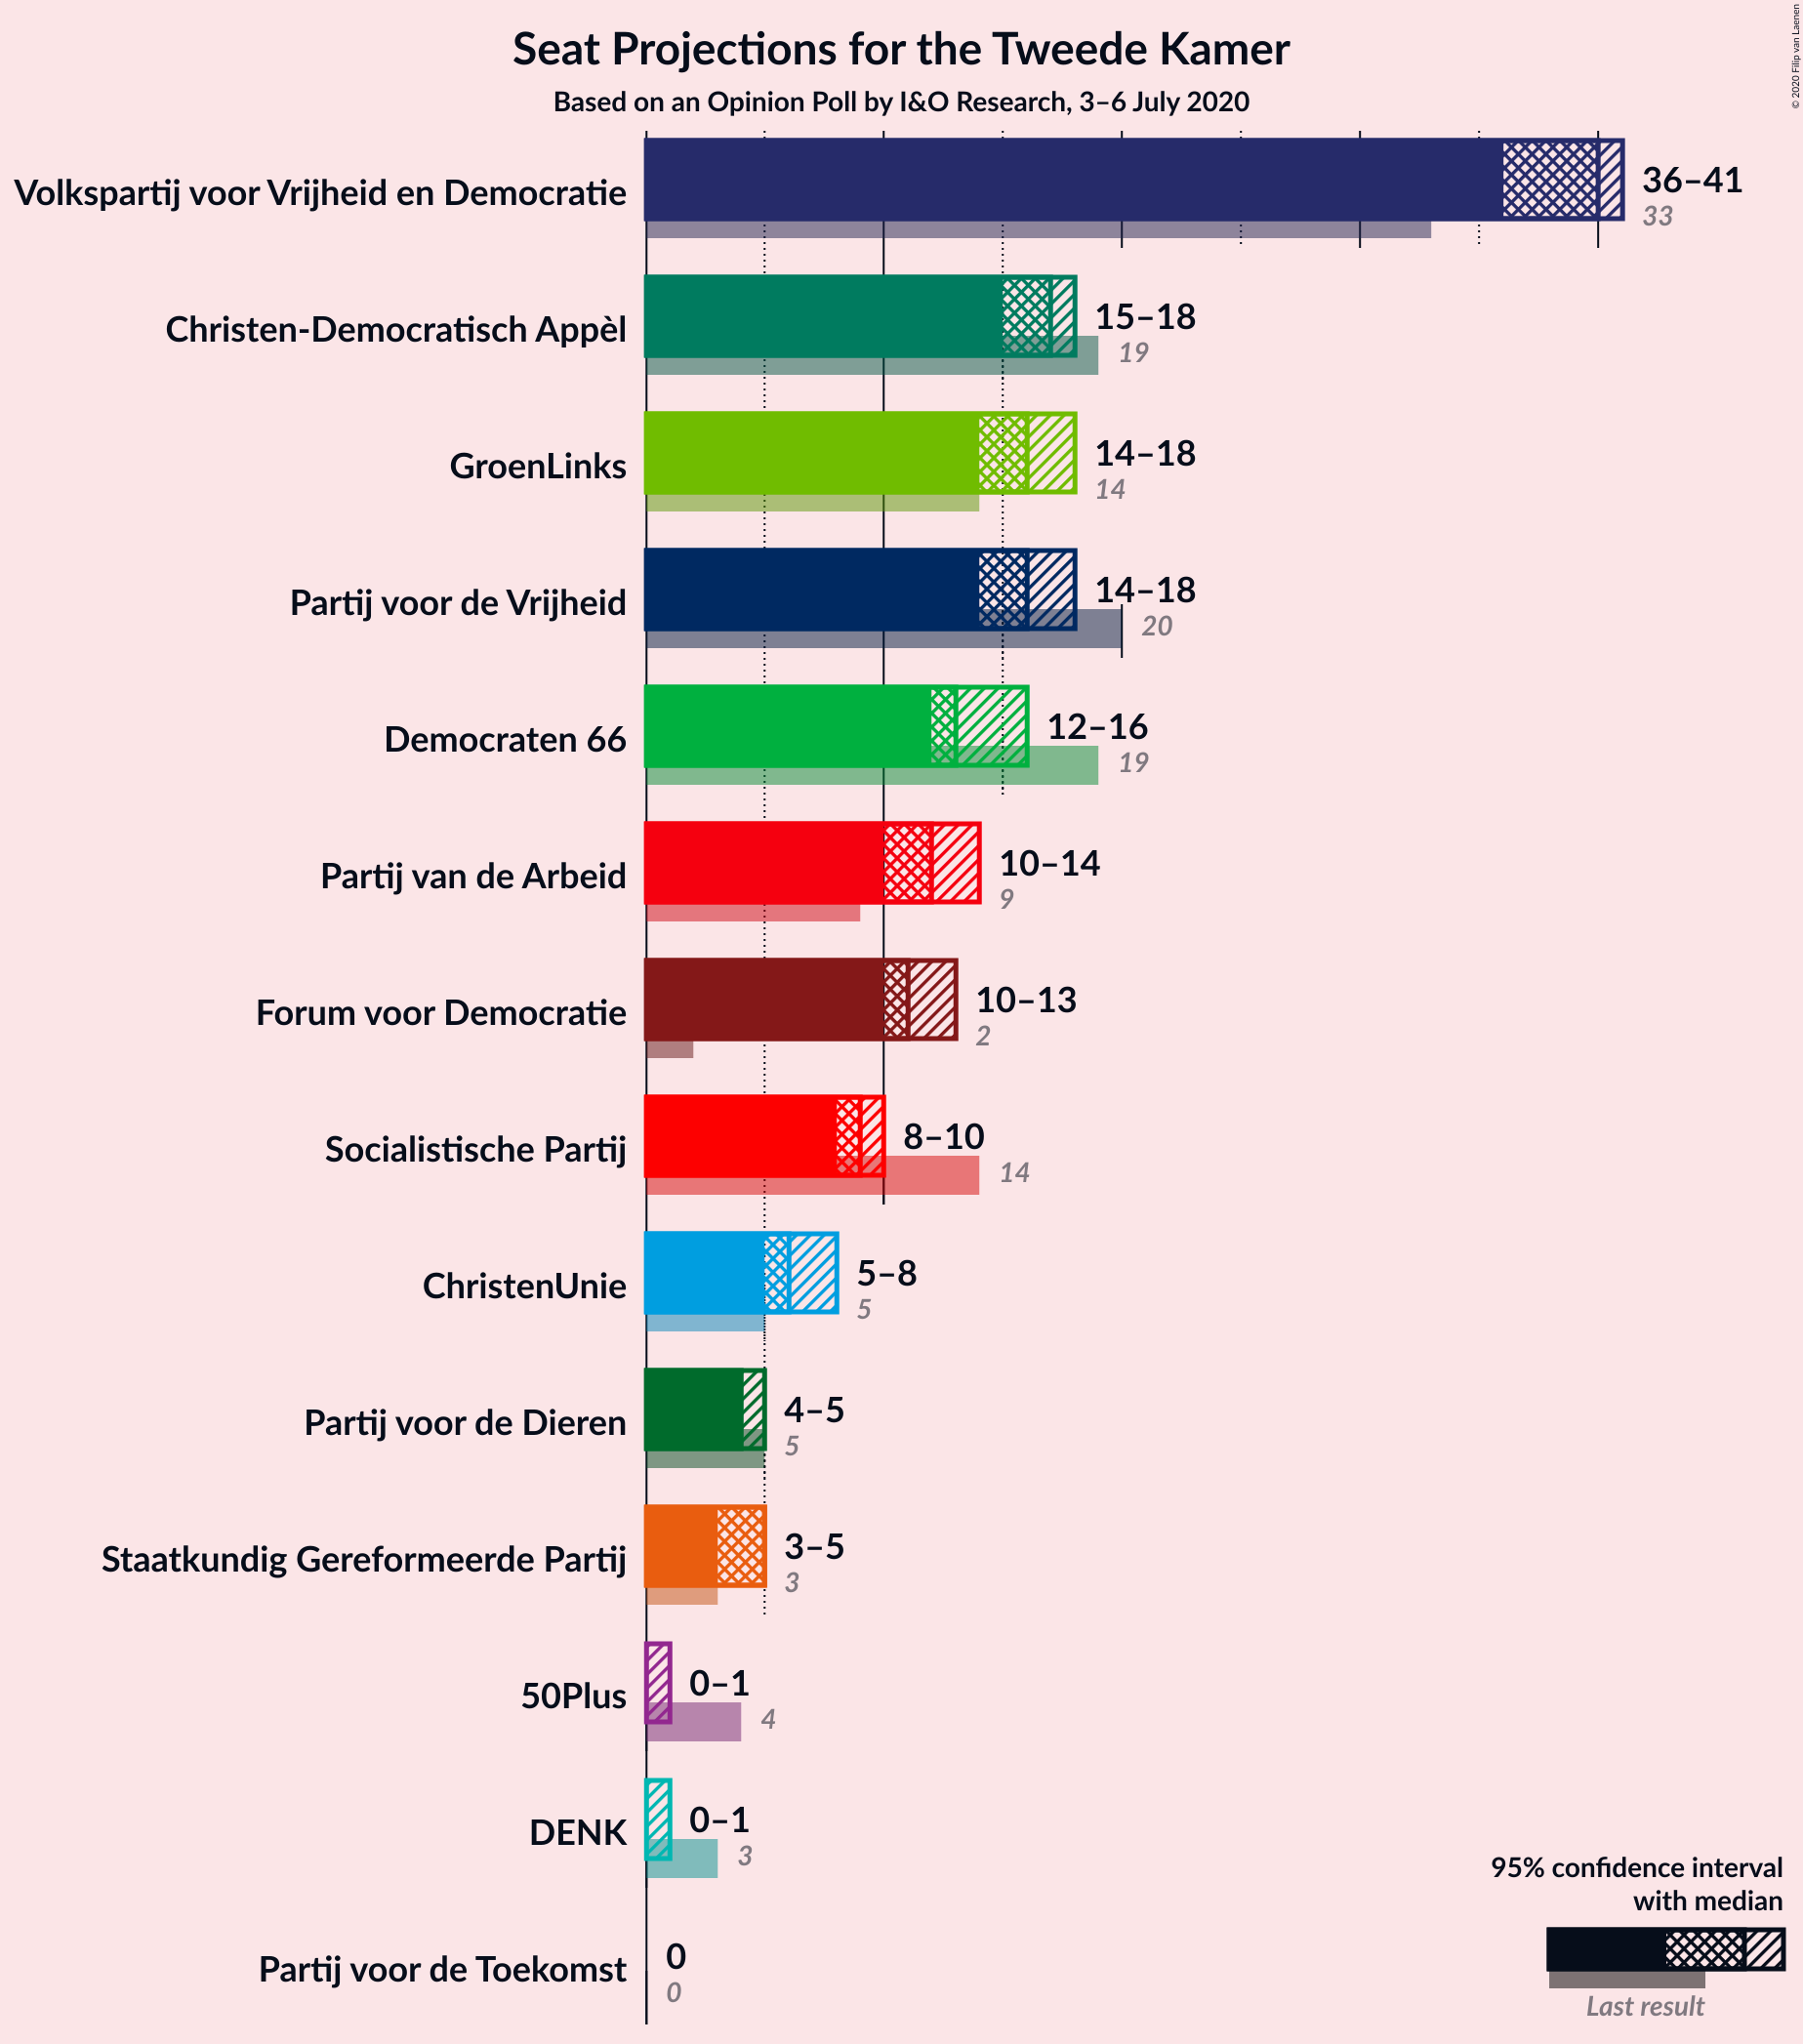 Seat Projections for the Tweede Kamer
Based on an Opinion Poll by I&O Research, 3–6 July 2020
© 2020 Filip van Laenen
Volkspartij voor Vrijheid en Democratie
36–41
33
Christen-Democratisch Appèl
15–18
19
GroenLinks
14–18
14
Partij voor de Vrijheid
14–18
20
Democraten 66
12–16
19
Partij van de Arbeid
10–14
9
Forum voor Democratie
10–13
2
Socialistische Partij
8–10
14
ChristenUnie
5–8
5
Partij voor de Dieren
4–5
5
Staatkundig Gereformeerde Partij
3–5
3
50Plus
0–1
4
DENK
0–1
3
Partij voor de Toekomst
0
0
95% confidence interval
with median
Last result